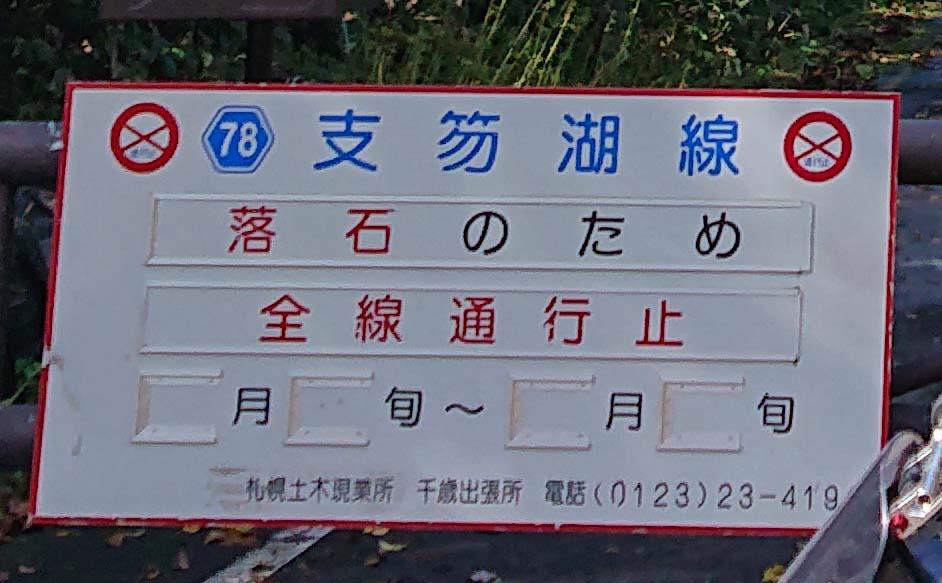 78 支笏湖線
落石のため
全線通行止
月 旬～ 月 旬
札幌土木現業所 千歳出張所 電話(0123)23-419